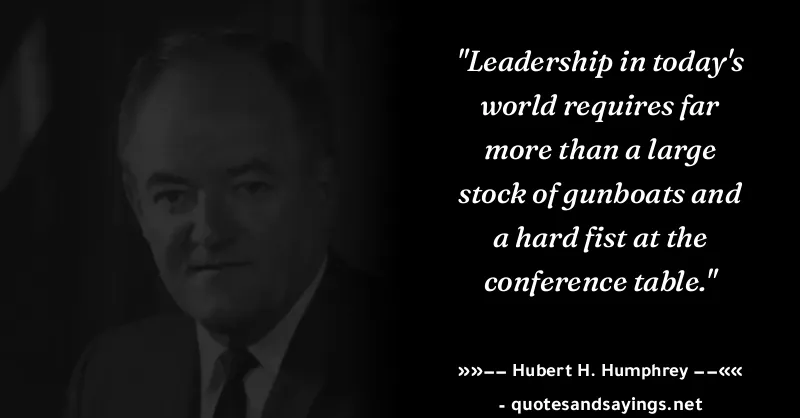 "Leadership in today's
world requires far
more than a large
stock of gunboats and
a hard fist at the
conference table."
»»–– Hubert H. Humphrey ––««
- quotesandsayings.net